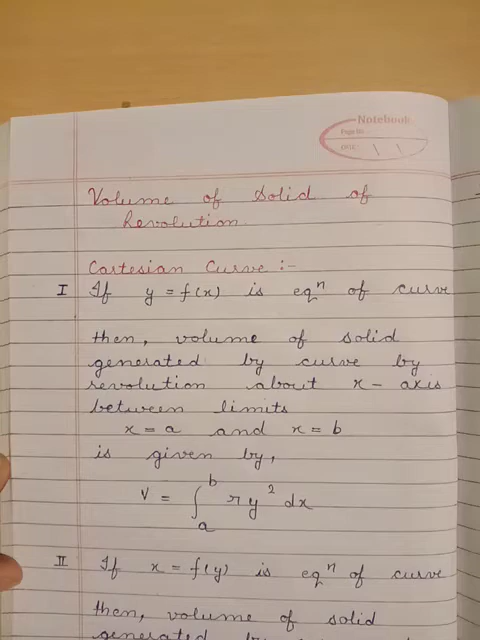 Notebook
Page No.
Date
Volume of Solid of
Revolution
Cartesian Curve :-
I If y = f(x) is eqⁿ of curve
then, volume of solid
generated by curve by
revolution about x - axis
between limits
x = a and x = b
is given by,
V = ∫ₐᵇ πy² dx
II If x = f(y) is eqⁿ of curve
then, volume of solid
generated by